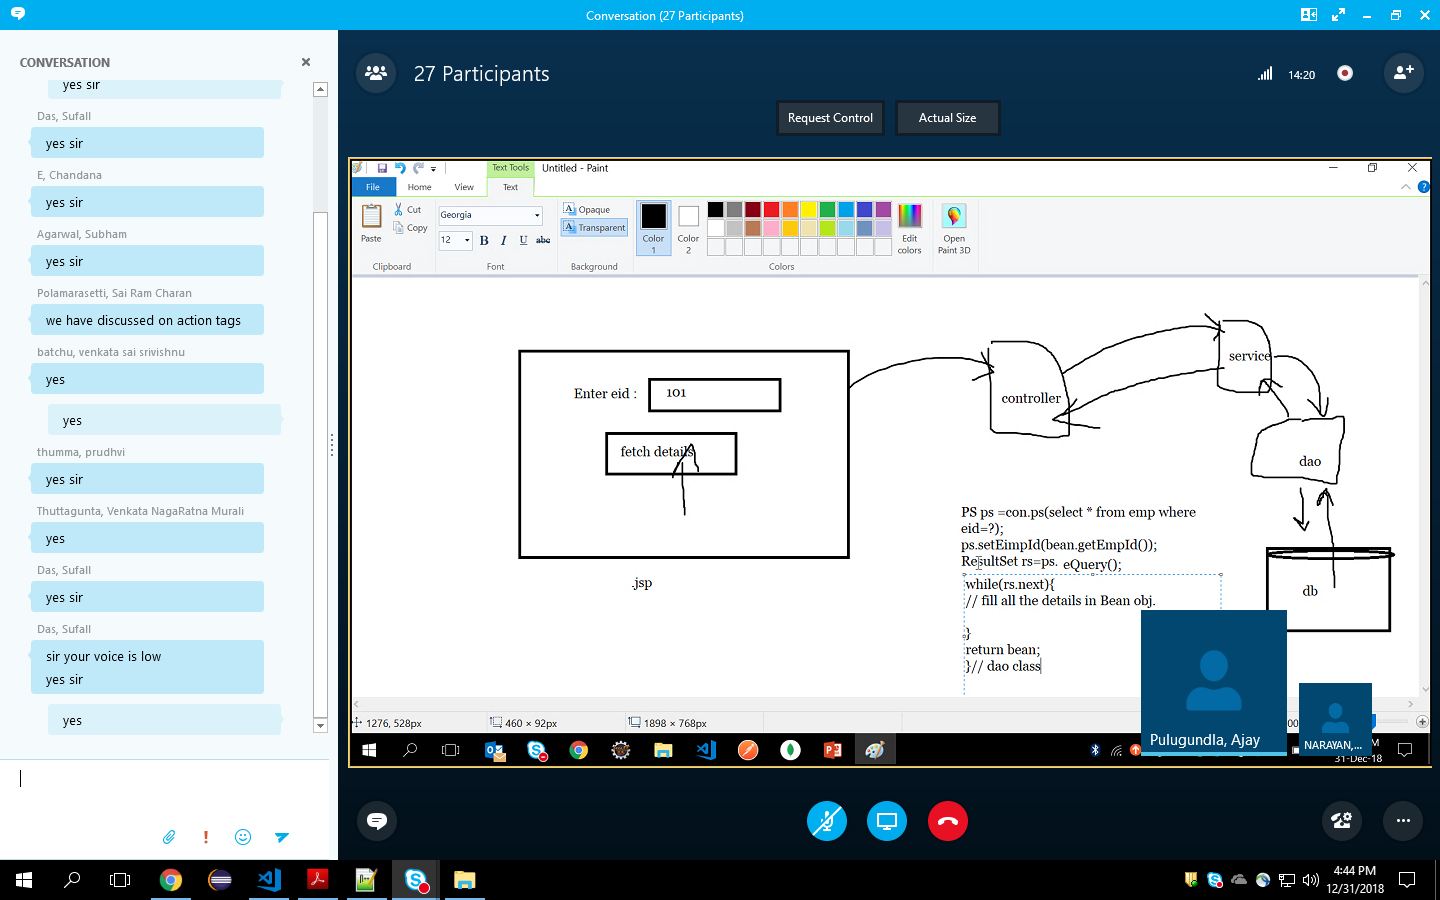 Conversation (27 Participants)
CONVERSATION
yes sir
Das, Sufall
yes sir
E, Chandana
yes sir
Agarwal, Subham
yes sir
Polamarasetti, Sai Ram Charan
we have discussed on action tags
batchu, venkata sai srivishnu
yes
yes
thumma, prudhvi
yes sir
Thuttagunta, Venkata NagaRatna Murali
yes
Das, Sufall
yes sir
Das, Sufall
sir your voice is low
yes sir
yes
27 Participants
14:20
Request Control
Actual Size
Text Tools
Untitled - Paint
File
Home
View
Text
Paste
Cut
Copy
Clipboard
Georgia
12
B I U abc
Font
Opaque
Transparent
Background
Color 1
Color 2
Colors
Edit colors
Open Paint 3D
Enter eid :
101
fetch details
.jsp
controller
service
dao
db
PS ps =con.ps(select * from emp where
eid=?);
ps.setEimpId(bean.getEmpId());
ResultSet rs=ps.
eQuery();
while(rs.next){
// fill all the details in Bean obj.
}
return bean;
}// dao class
1276, 528px
460 × 92px
1898 × 768px
Pulugundla, Ajay
NARAYAN,...
31-Dec-18
4:44 PM
12/31/2018